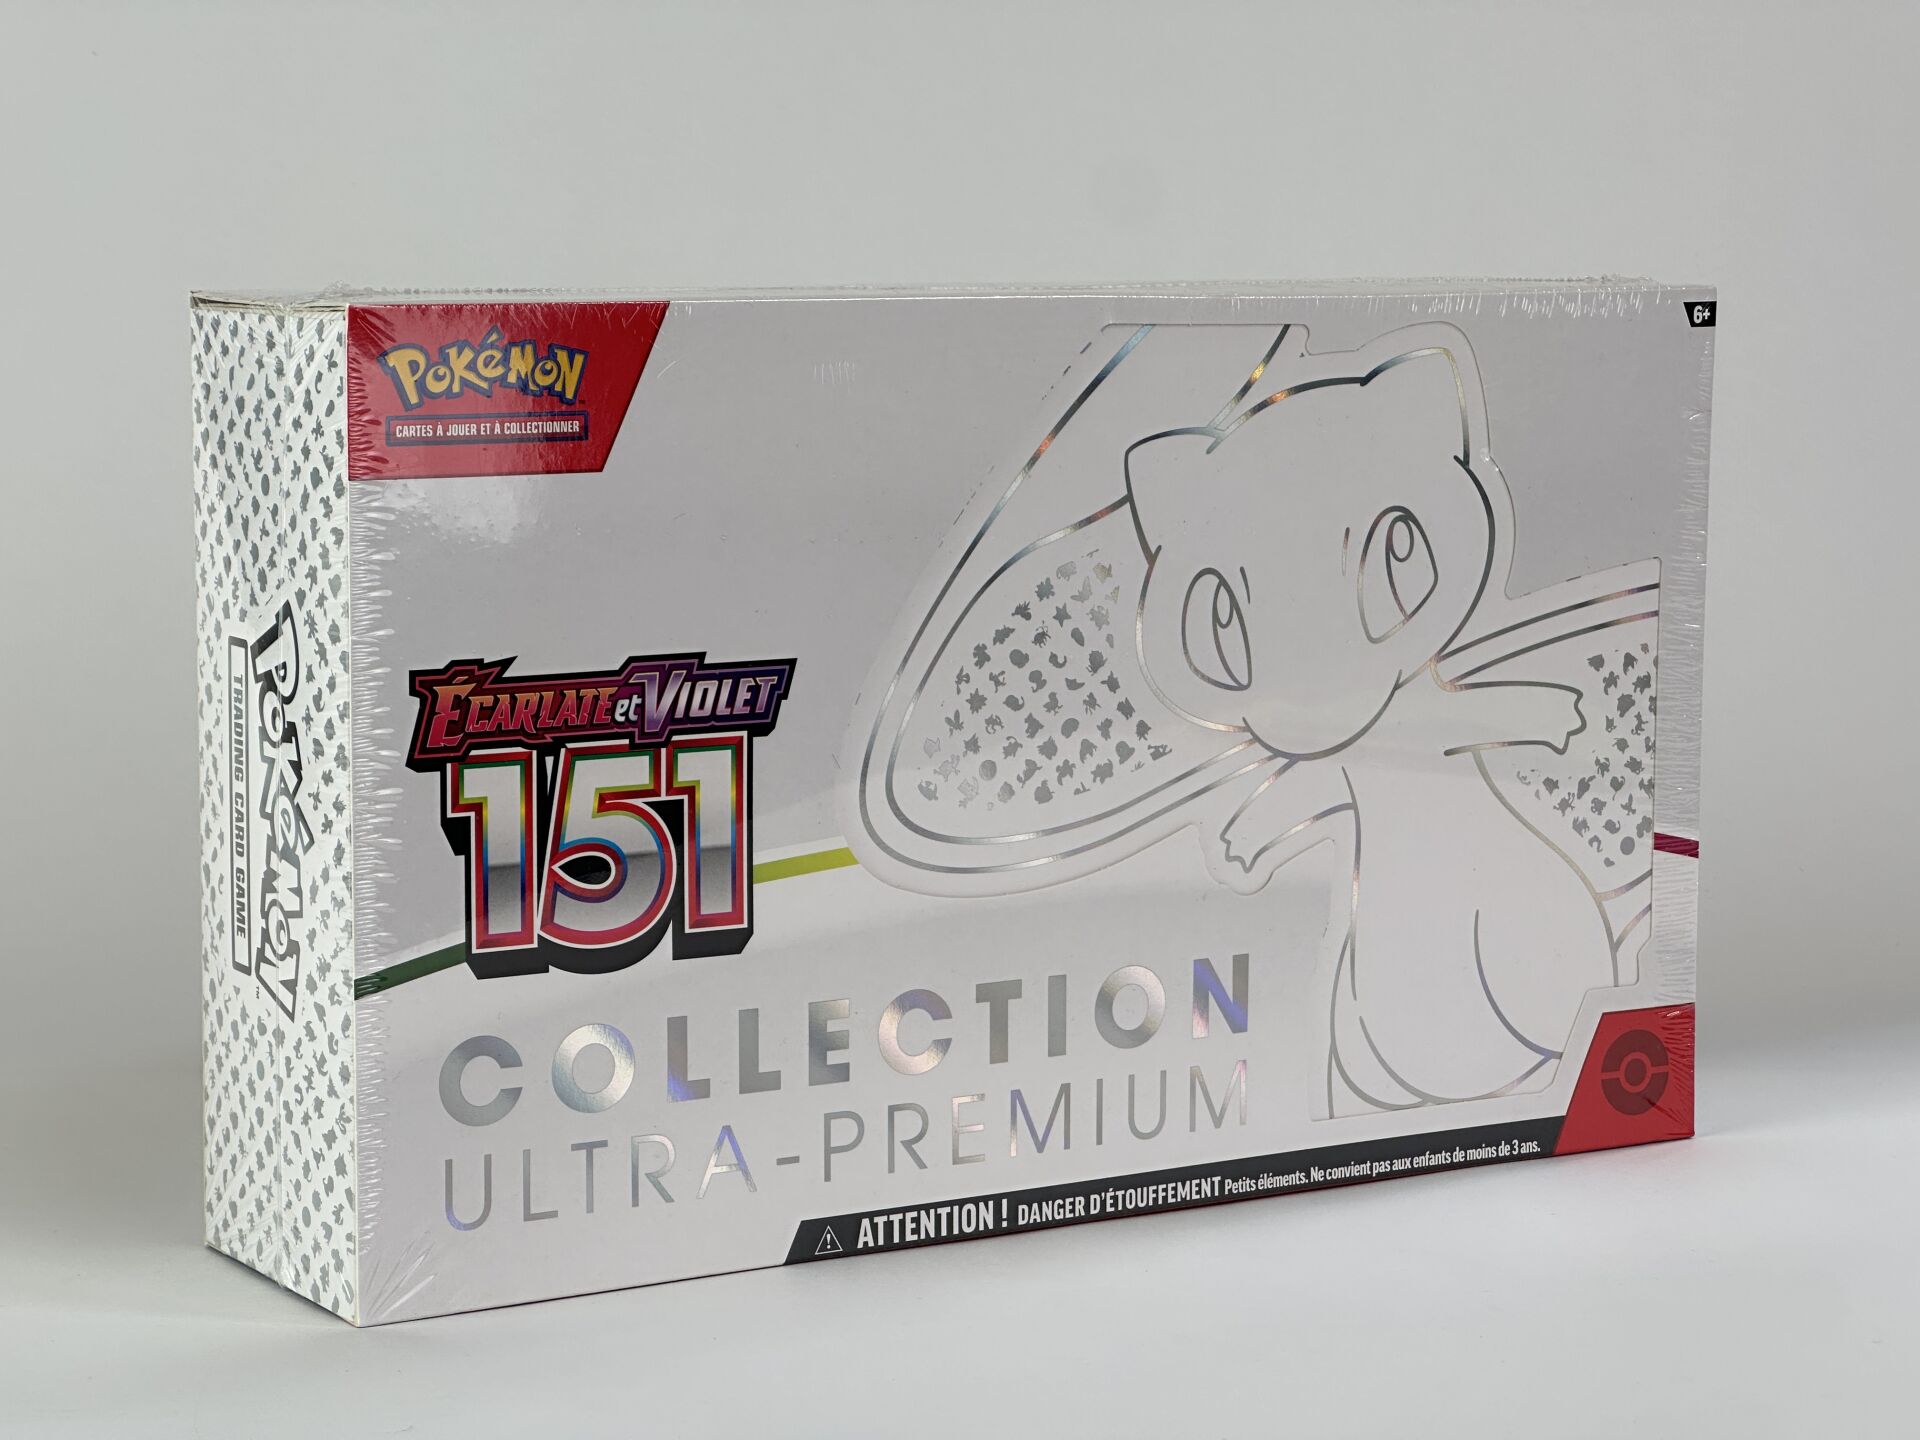 POKÉMON
CARTES À JOUER ET À COLLECTIONNER
6+
POKÉMON
TRADING CARD GAME
ÉCARLATE et VIOLET
151
COLLECTION
ULTRA-PREMIUM
ATTENTION ! DANGER D'ÉTOUFFEMENT Petits éléments. Ne convient pas aux enfants de moins de 3 ans.